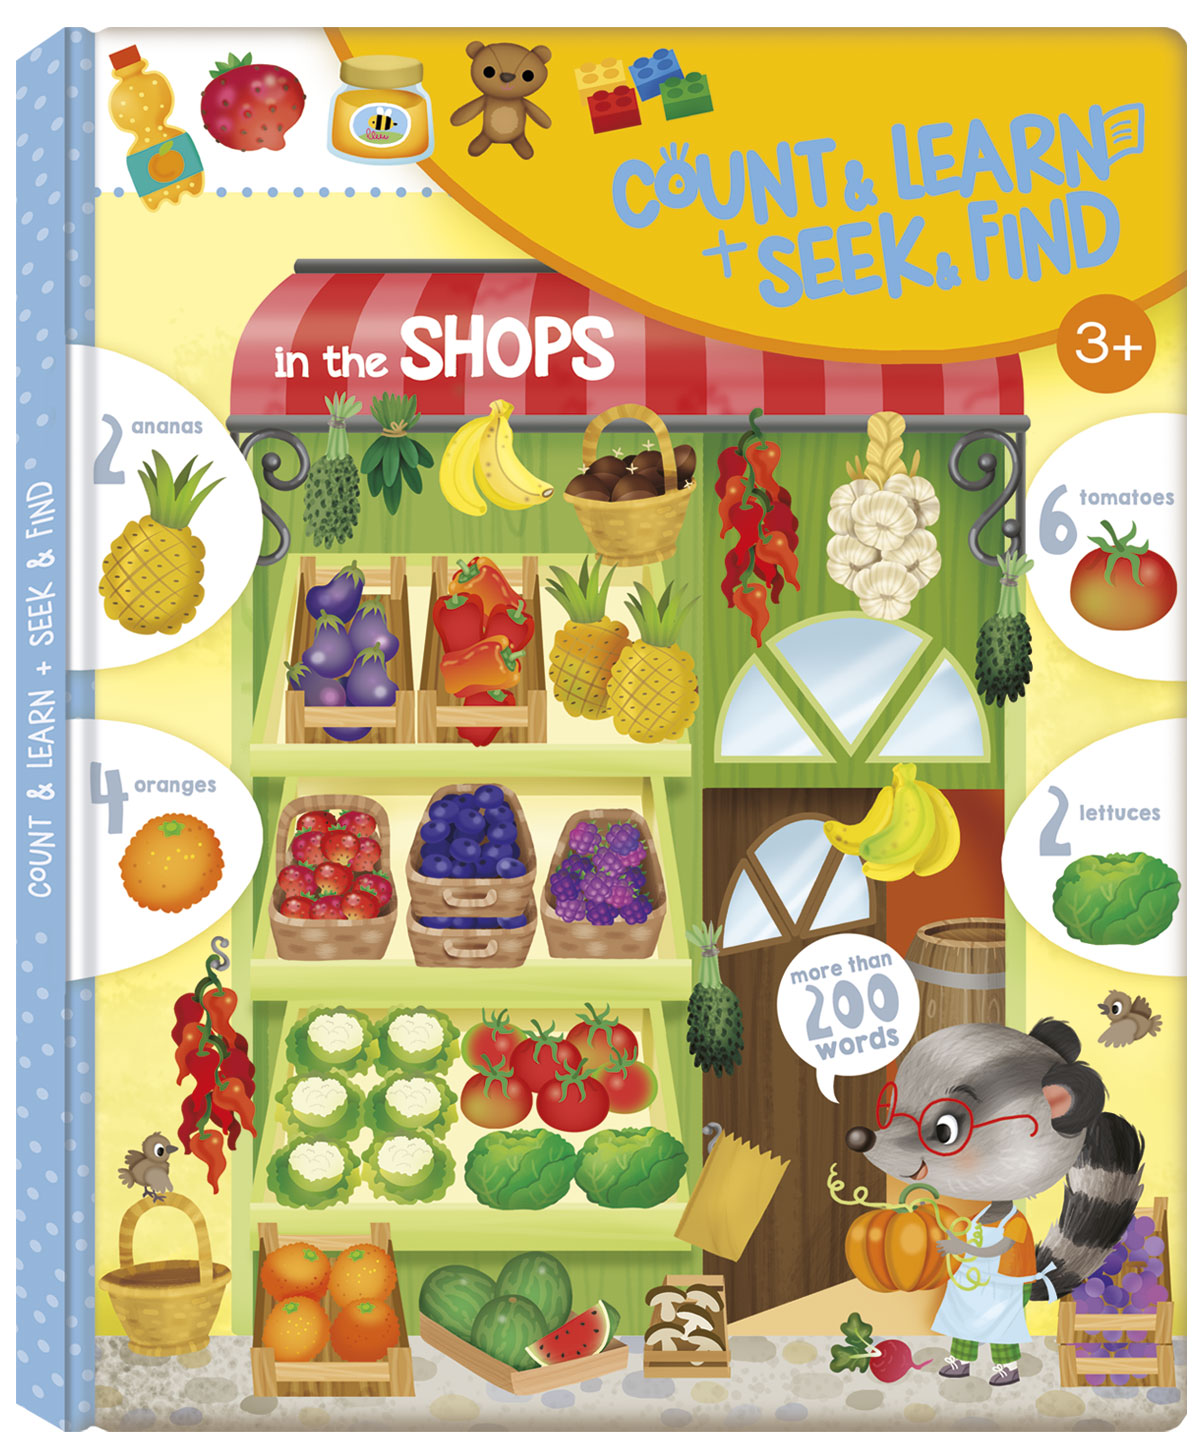 COUNT & LEARN
+ SEEK & FIND
3+
in the SHOPS
2 ananas
6 tomatoes
4 oranges
2 lettuces
more than
200
words
COUNT & LEARN + SEEK & FIND